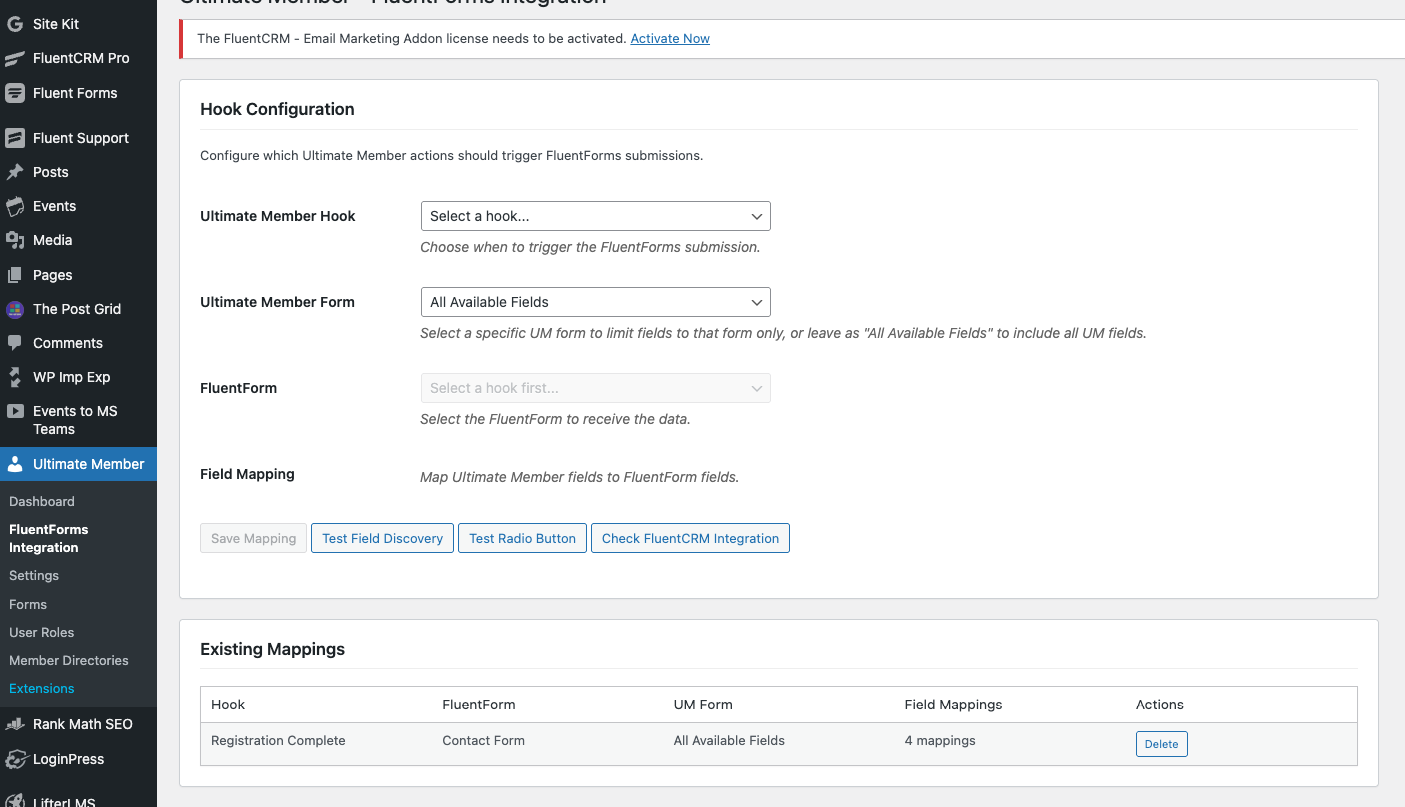 Ultimate Member - FluentForms Integration
The FluentCRM - Email Marketing Addon license needs to be activated. Activate Now
Site Kit
FluentCRM Pro
Fluent Forms
Fluent Support
Posts
Events
Media
Pages
The Post Grid
Comments
WP Imp Exp
Events to MS
Teams
Ultimate Member
Dashboard
FluentForms
Integration
Settings
Forms
User Roles
Member Directories
Extensions
Rank Math SEO
LoginPress
LifterLMS
Hook Configuration
Configure which Ultimate Member actions should trigger FluentForms submissions.
Ultimate Member Hook
Select a hook...
Choose when to trigger the FluentForms submission.
Ultimate Member Form
All Available Fields
Select a specific UM form to limit fields to that form only, or leave as "All Available Fields" to include all UM fields.
FluentForm
Select a hook first...
Select the FluentForm to receive the data.
Field Mapping
Map Ultimate Member fields to FluentForm fields.
Save Mapping Test Field Discovery Test Radio Button Check FluentCRM Integration
Existing Mappings
Hook FluentForm UM Form Field Mappings Actions
Registration Complete Contact Form All Available Fields 4 mappings Delete